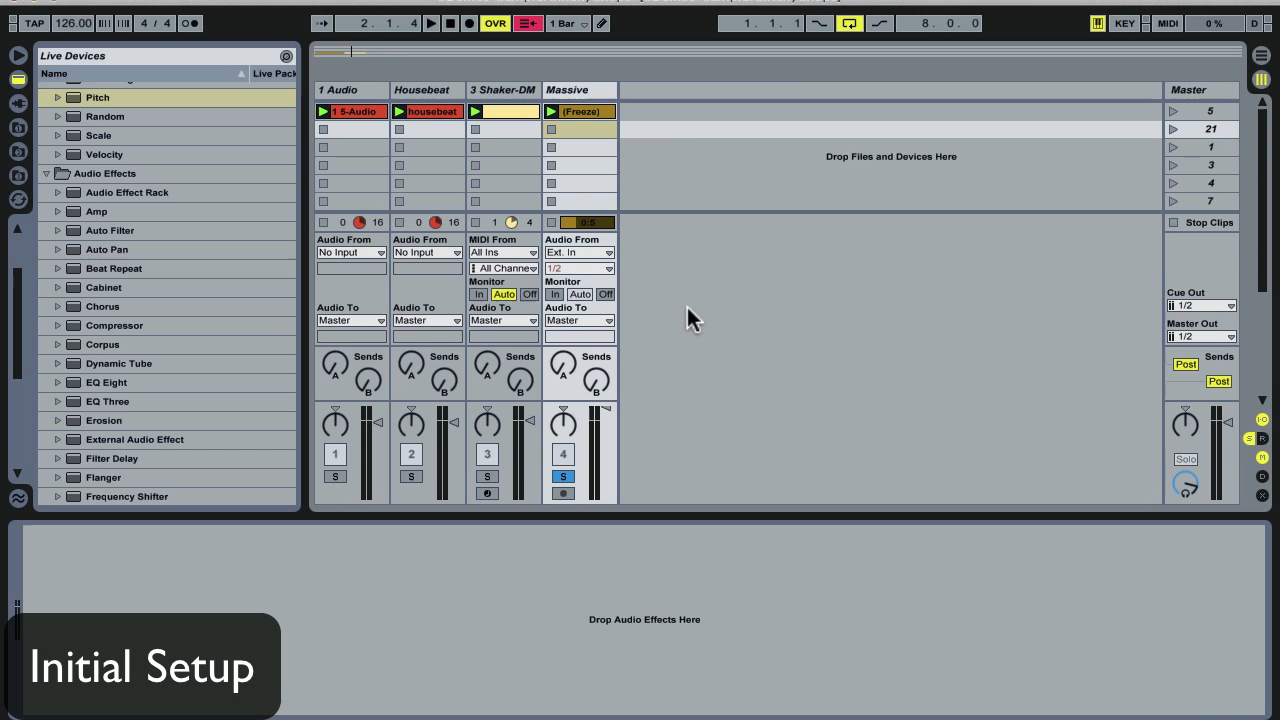 TAP 126.00 4 / 4 2. 1. 4 OVR 1 Bar 1. 1. 1 8. 0. 0 KEY MIDI 0 % D
Live Devices
Name Live Pack
Pitch
Random
Scale
Velocity
Audio Effects
Audio Effect Rack
Amp
Auto Filter
Auto Pan
Beat Repeat
Cabinet
Chorus
Compressor
Corpus
Dynamic Tube
EQ Eight
EQ Three
Erosion
External Audio Effect
Filter Delay
Flanger
Frequency Shifter
1 Audio Housebeat 3 Shaker-DM Massive Master
1 5-Audio housebeat (Freeze) 5
21
1
3
4
7
Drop Files and Devices Here
0 16 0 16 1 4 0:5 Stop Clips
Audio From Audio From MIDI From Audio From
No Input No Input All Ins Ext. In
All Channe 1/2
Monitor Monitor
In Auto Off In Auto Off
Audio To Audio To Audio To Audio To
Master Master Master Master
Cue Out
1/2
Master Out
1/2
Sends Sends Sends Sends Sends
A B A B A B A B Post Post
1 2 3 4 Solo
S S S S
I·O
S R
M
D
X
Drop Audio Effects Here
Initial Setup